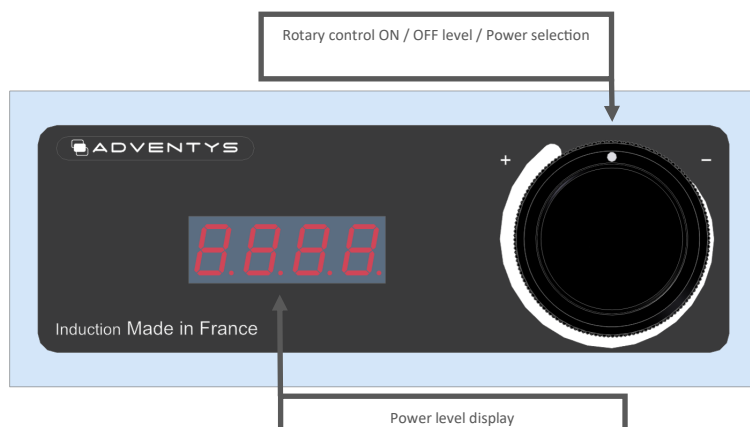 Rotary control ON / OFF level / Power selection
ADVENTYS
+ −
8.8.8.8.
Induction Made in France
Power level display